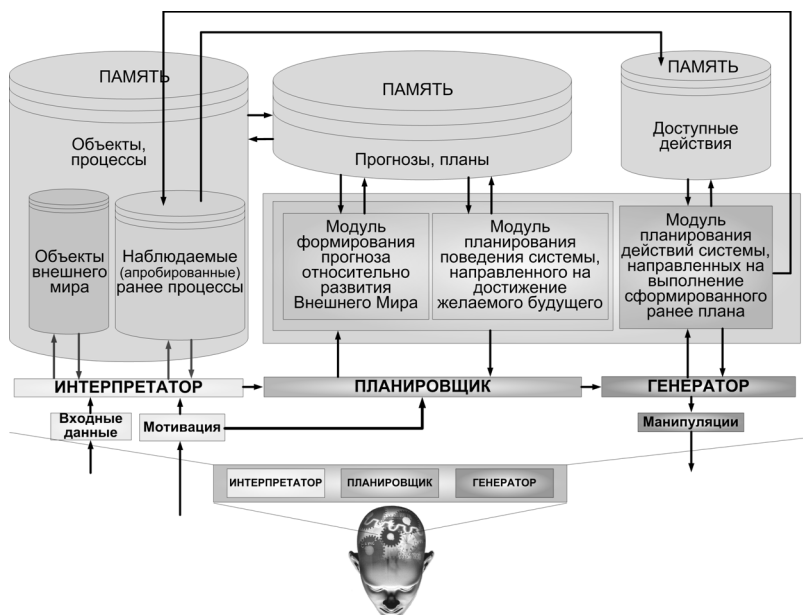 ПАМЯТЬ
Объекты,
процессы
Объекты
внешнего
мира
Наблюдаемые
(апробированные)
ранее процессы
ПАМЯТЬ
Прогнозы, планы
ПАМЯТЬ
Доступные
действия
Модуль
формирования
прогноза
относительно
развития
Внешнего Мира
Модуль
планирования
поведения системы,
направленного на
достижение
желаемого будущего
Модуль
планирования
действий системы,
направленных на
выполнение
сформированного
ранее плана
ИНТЕРПРЕТАТОР
ПЛАНИРОВЩИК
ГЕНЕРАТОР
Входные
данные
Мотивация
Манипуляции
ИНТЕРПРЕТАТОР
ПЛАНИРОВЩИК
ГЕНЕРАТОР